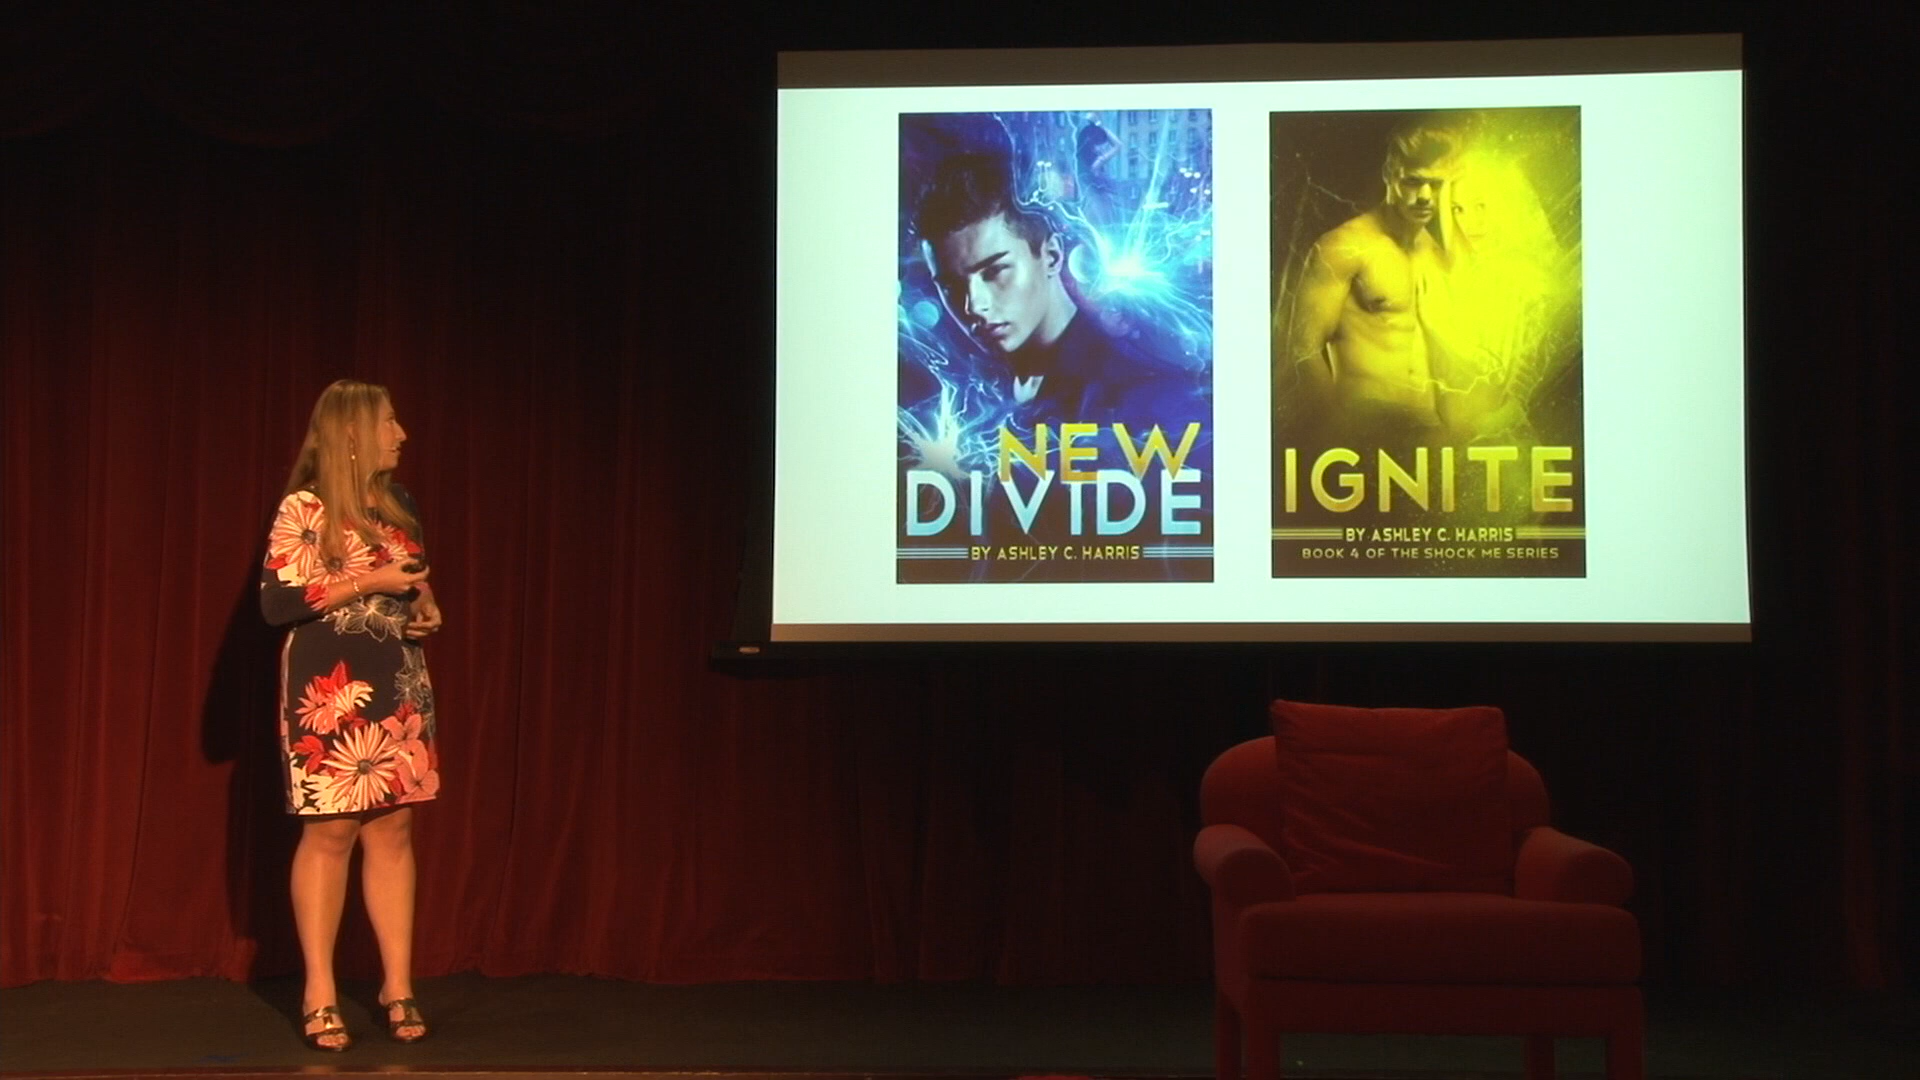 NEW
DIVIDE
BY ASHLEY C. HARRIS
IGNITE
BY ASHLEY C. HARRIS
BOOK 4 OF THE SHOCK ME SERIES